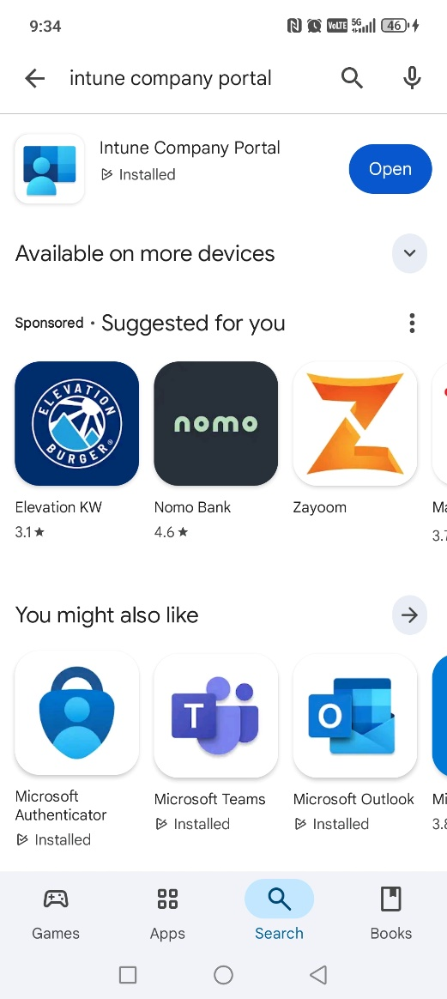 9:34
VoLTE 5G 46
intune company portal
Intune Company Portal
Installed
Open
Available on more devices
Sponsored • Suggested for you
ELEVATION
BURGER®
nomo
Elevation KW
Nomo Bank
Zayoom
Ma
3.1★
4.6★
3.7
You might also like
T
O
Microsoft
Authenticator
Installed
Microsoft Teams
Installed
Microsoft Outlook
Installed
Mi
3.8
Games
Apps
Search
Books